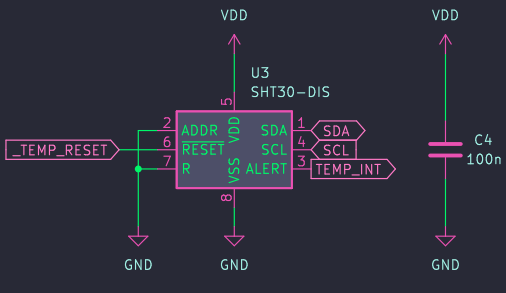 VDD
VDD
U3
SHT30-DIS
5
C4
100n
2
ADDR
VDD
SDA
1
SDA
_TEMP_RESET
6
RESET
SCL
4
SCL
7
R
VSS
ALERT
3
TEMP_INT
8
GND
GND
GND